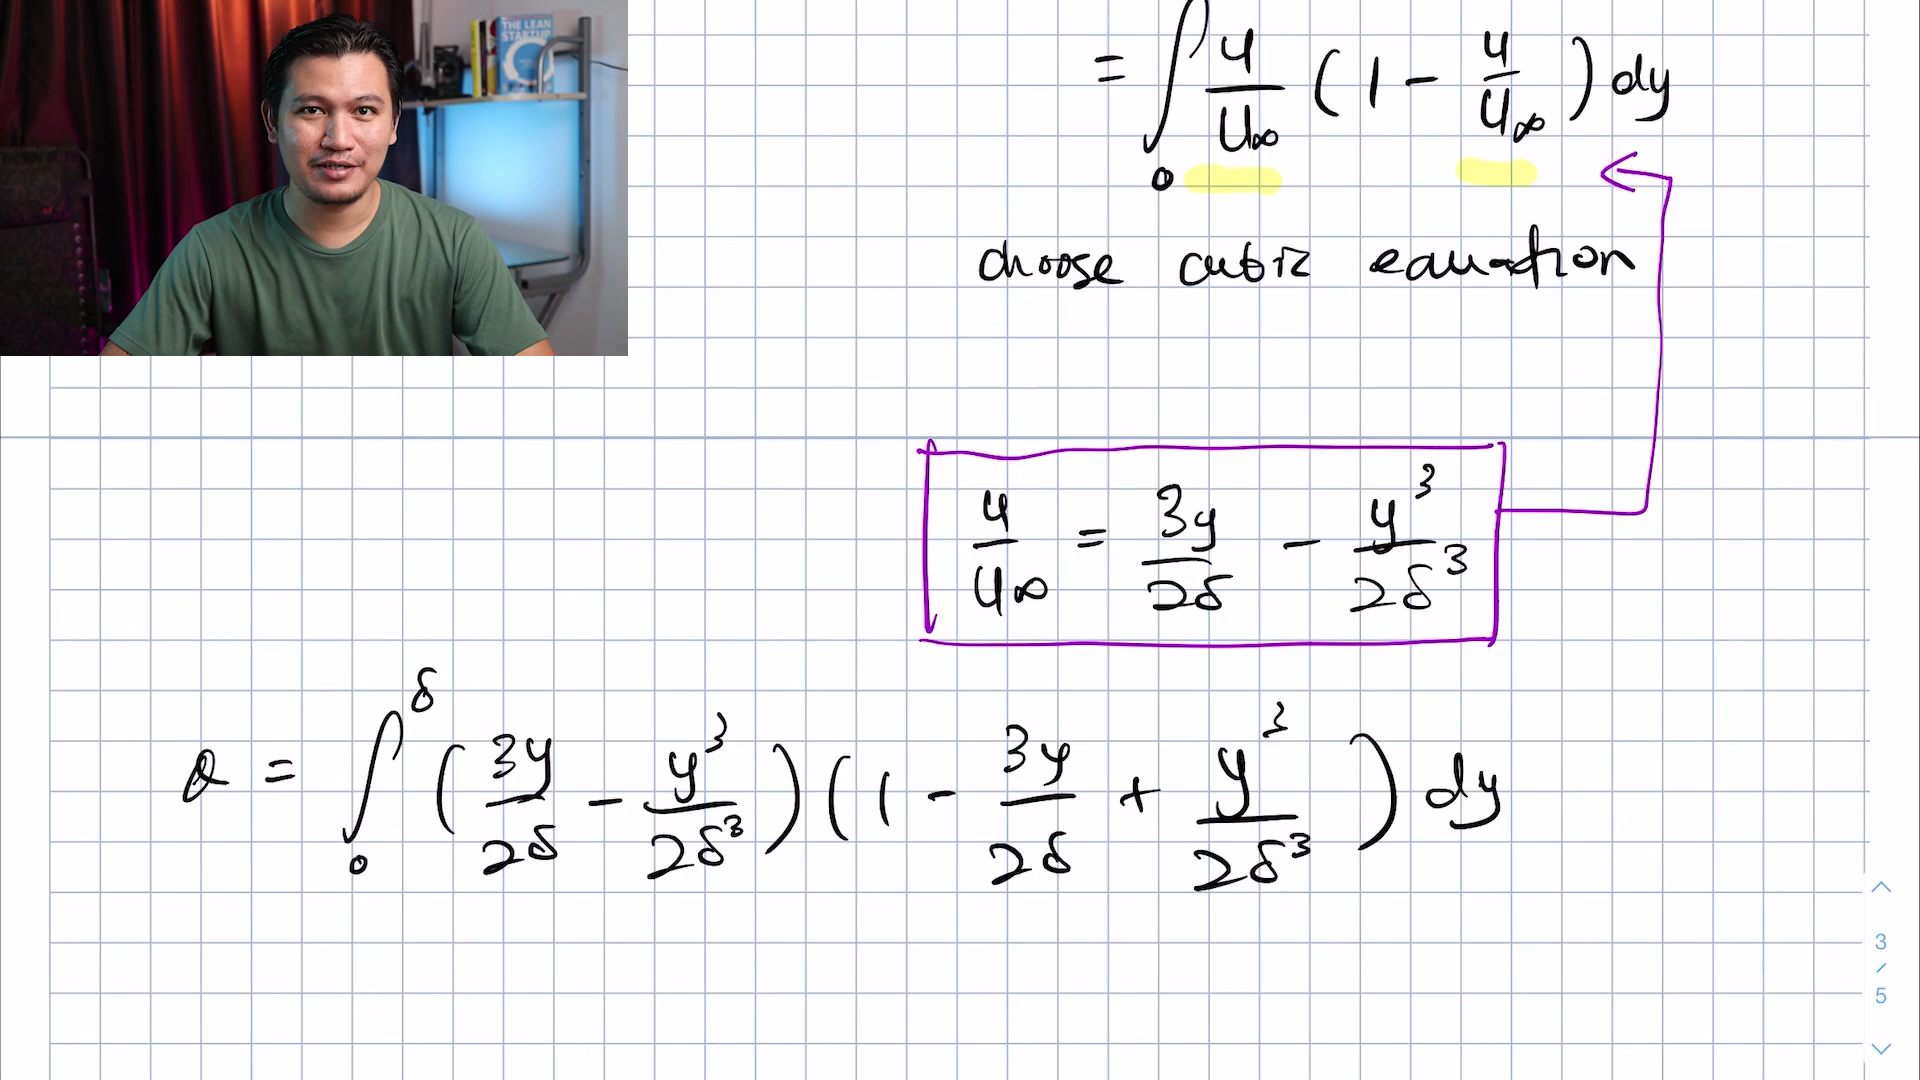 THE LEAN
STARTUP
= ∫₀ u/u∞ (1 - u/u∞) dy
choose cubic equation
u/u∞ = 3y/2δ - y³/2δ³
θ = ∫₀^δ (3y/2δ - y³/2δ³)(1 - 3y/2δ + y³/2δ³) dy
3
/
5